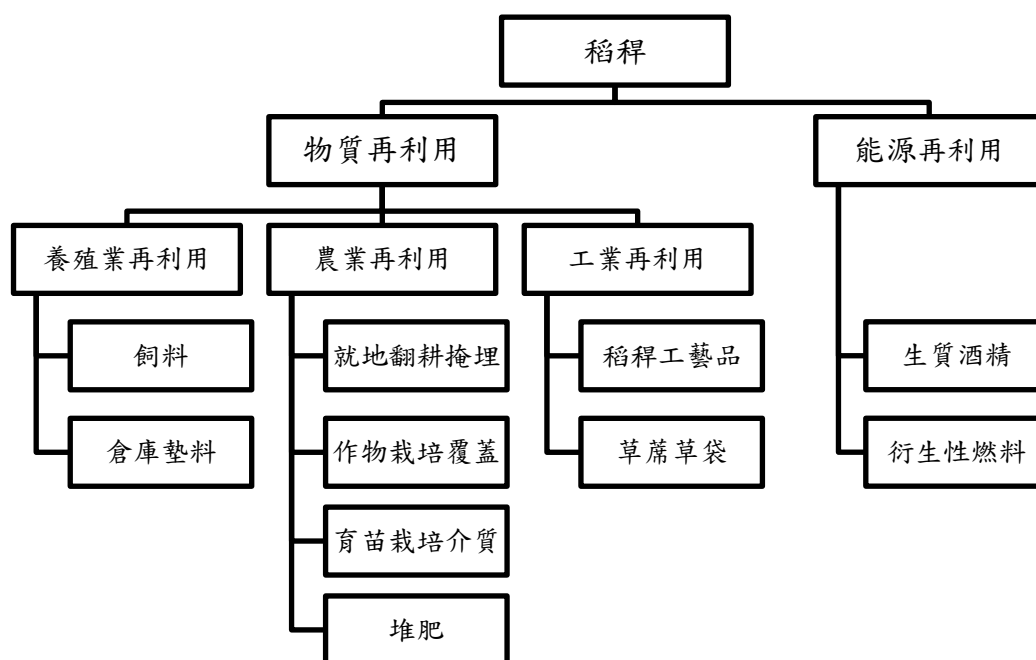 稻稈
物質再利用
能源再利用
養殖業再利用
農業再利用
工業再利用
飼料
就地翻耕掩埋
稻稈工藝品
生質酒精
倉庫墊料
作物栽培覆蓋
草蓆草袋
衍生性燃料
育苗栽培介質
堆肥